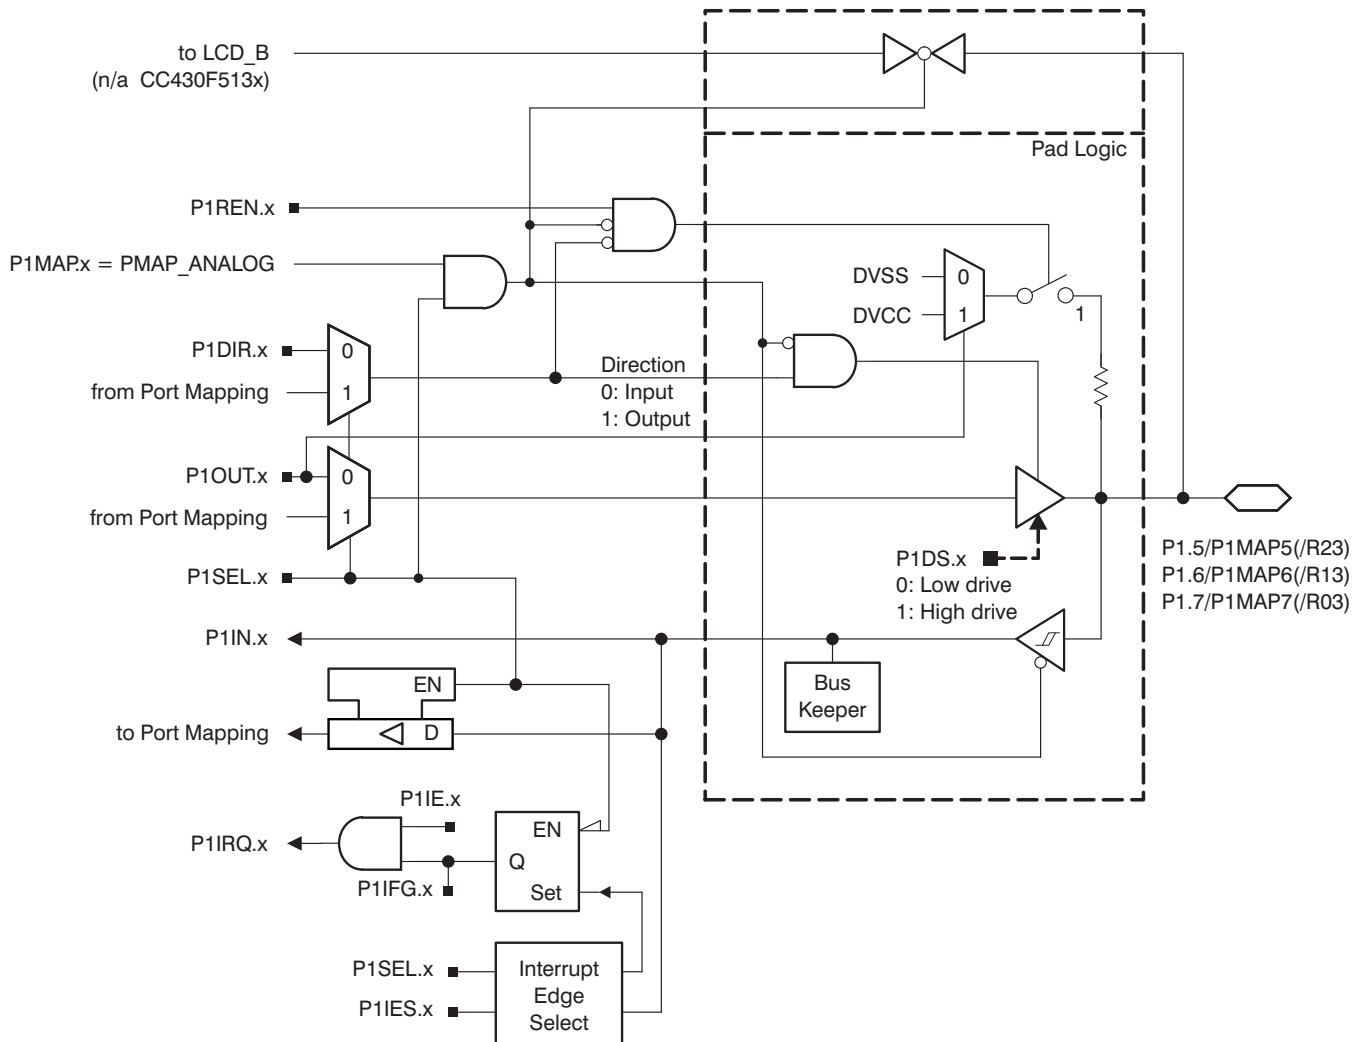 to LCD_B
(n/a CC430F513x)
Pad Logic
P1REN.x
P1MAP.x = PMAP_ANALOG
DVSS
0
DVCC
1
1
P1DIR.x
0
from Port Mapping
1
Direction
0: Input
1: Output
P1OUT.x
0
from Port Mapping
1
P1SEL.x
P1DS.x
0: Low drive
1: High drive
P1.5/P1MAP5(/R23)
P1.6/P1MAP6(/R13)
P1.7/P1MAP7(/R03)
P1IN.x
EN
Bus
Keeper
to Port Mapping
D
P1IE.x
P1IRQ.x
EN
Q
P1IFG.x
Set
P1SEL.x
P1IES.x
Interrupt
Edge
Select